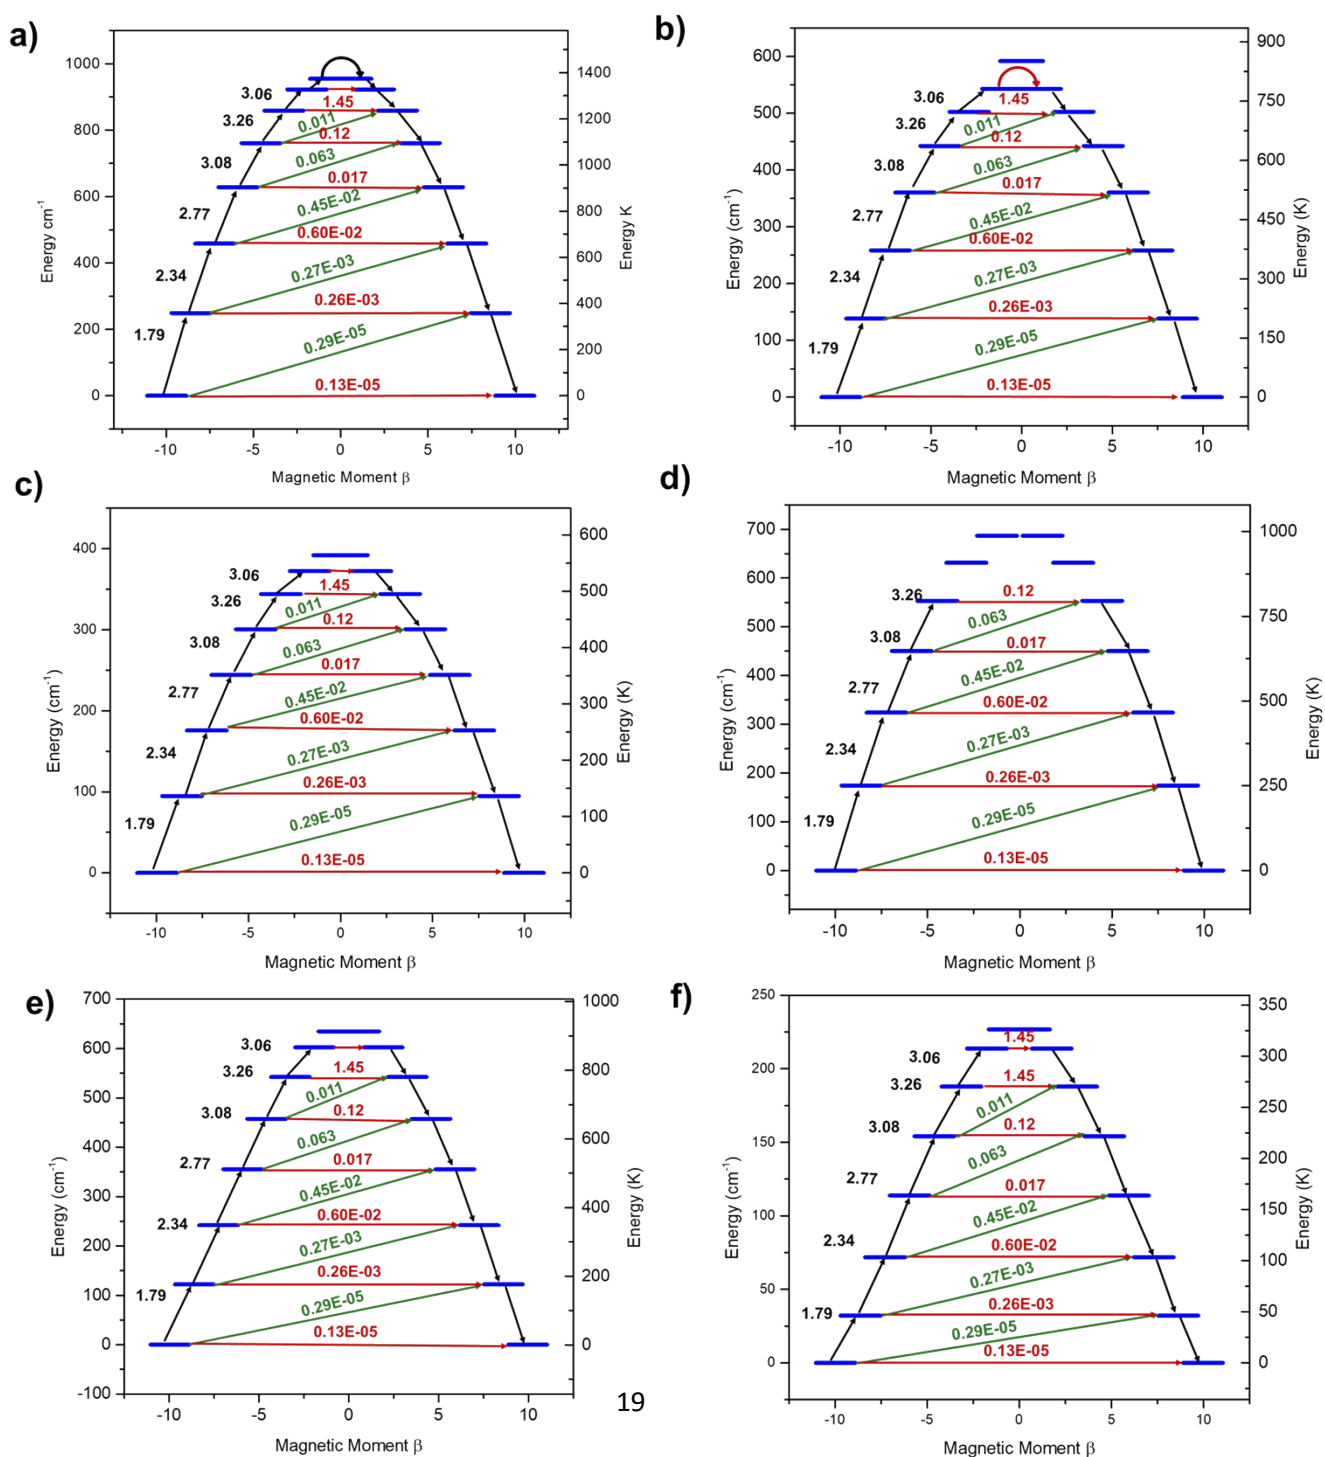 a)
1000
800
600
400
200
0
Energy cm-1
1400
1200
1000
800
600
400
200
0
Energy K
3.06
3.26
3.08
2.77
2.34
1.79
1.45
0.011
0.12
0.063
0.017
0.45E-02
0.60E-02
0.27E-03
0.26E-03
0.29E-05
0.13E-05
-10 -5 0 5 10
Magnetic Moment β
b)
600
500
400
300
200
100
0
Energy (cm-1)
900
750
600
450
300
150
0
Energy (K)
3.06
3.26
3.08
2.77
2.34
1.79
1.45
0.011
0.12
0.063
0.017
0.45E-02
0.60E-02
0.27E-03
0.26E-03
0.29E-05
0.13E-05
-10 -5 0 5 10
Magnetic Moment β
c)
400
300
200
100
0
Energy (cm-1)
600
500
400
300
200
100
0
Energy (K)
3.06
3.26
3.08
2.77
2.34
1.79
1.45
0.011
0.12
0.063
0.017
0.45E-02
0.60E-02
0.27E-03
0.26E-03
0.29E-05
0.13E-05
-10 -5 0 5 10
Magnetic Moment β
d)
700
600
500
400
300
200
100
0
Energy (cm-1)
1000
750
500
250
0
Energy (K)
3.26
3.08
2.77
2.34
1.79
0.12
0.063
0.017
0.45E-02
0.60E-02
0.27E-03
0.26E-03
0.29E-05
0.13E-05
-10 -5 0 5 10
Magnetic Moment β
e)
700
600
500
400
300
200
100
0
-100
Energy (cm-1)
1000
800
600
400
200
0
Energy (K)
3.06
3.26
3.08
2.77
2.34
1.79
1.45
0.011
0.12
0.063
0.017
0.45E-02
0.60E-02
0.27E-03
0.26E-03
0.29E-05
0.13E-05
-10 -5 0 5 10
Magnetic Moment β
f)
250
200
150
100
50
0
Energy (cm-1)
350
300
250
200
150
100
50
0
Energy (K)
3.06
3.26
3.08
2.77
2.34
1.79
1.45
1.45
0.011
0.12
0.063
0.017
0.45E-02
0.60E-02
0.27E-03
0.26E-03
0.29E-05
0.13E-05
-10 -5 0 5 10
Magnetic Moment β
19